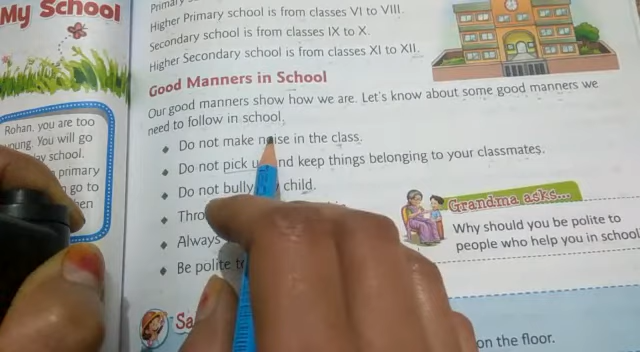 My School
Primary
Higher Primary school is from classes VI to VIII.
Secondary school is from classes IX to X.
Higher Secondary school is from classes XI to XII.
Good Manners in School
Our good manners show how we are. Let's know about some good manners we
need to follow in school.
Do not make noise in the class.
Do not pick up and keep things belonging to your classmates.
Do not bully child.
Always
Be polite
Rohan, you are too
You will go
school.
primary
go to
Grandma asks...
Why should you be polite to
people who help you in school
on the floor.